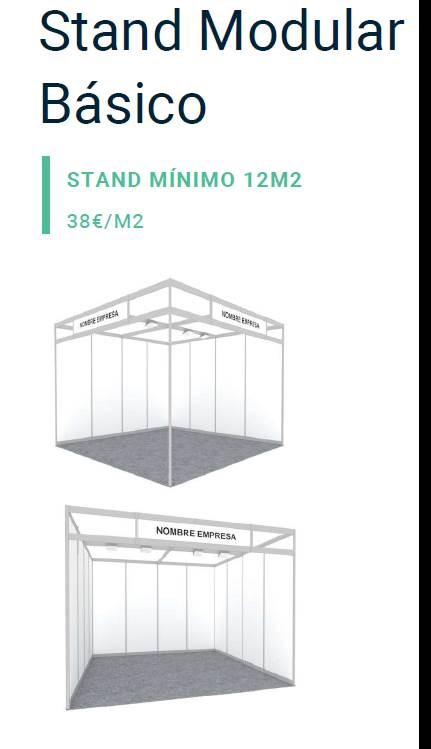 Stand Modular
Básico
STAND MÍNIMO 12M2
38€/M2
NOMBRE EMPRESA
NOMBRE EMPRESA
NOMBRE EMPRESA